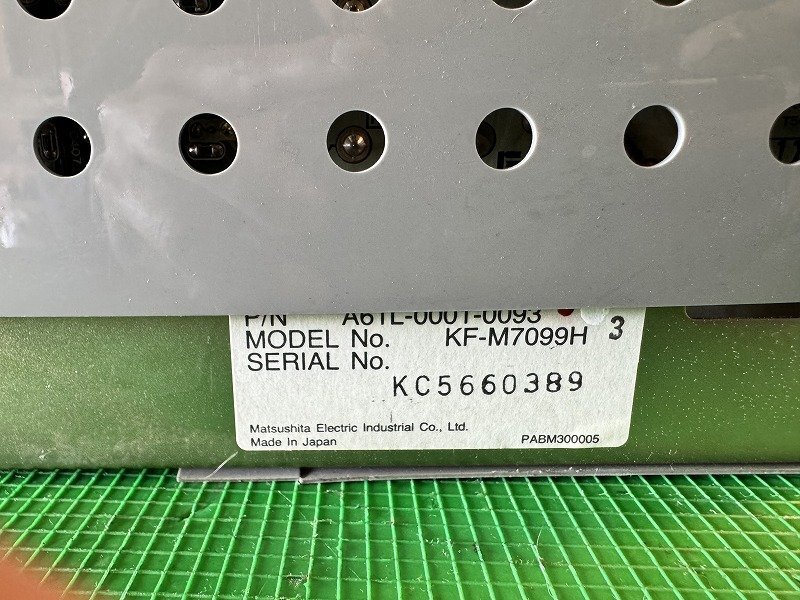 P/N A61L-0001-0093
MODEL No. KF-M7099H 3
SERIAL No.
KC5660389
Matsushita Electric Industrial Co., Ltd.
Made In Japan PABM300005